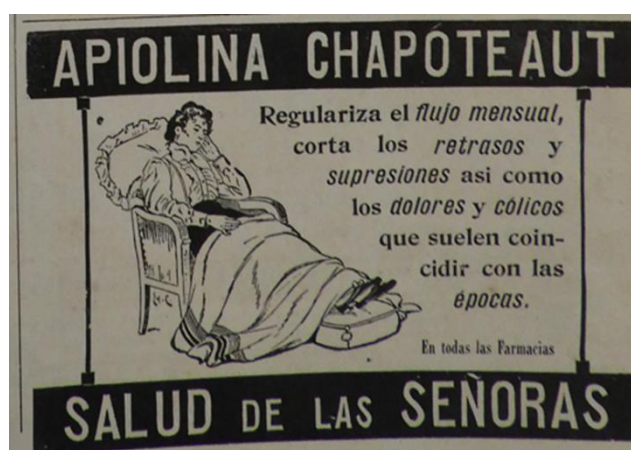 APIOLINA CHAPOTEAUT
Regulariza el flujo mensual,
corta los retrasos y
supresiones asi como
los dolores y cólicos
que suelen coin-
cidir con las
épocas.
En todas las Farmacias
SALUD DE LAS SEÑORAS